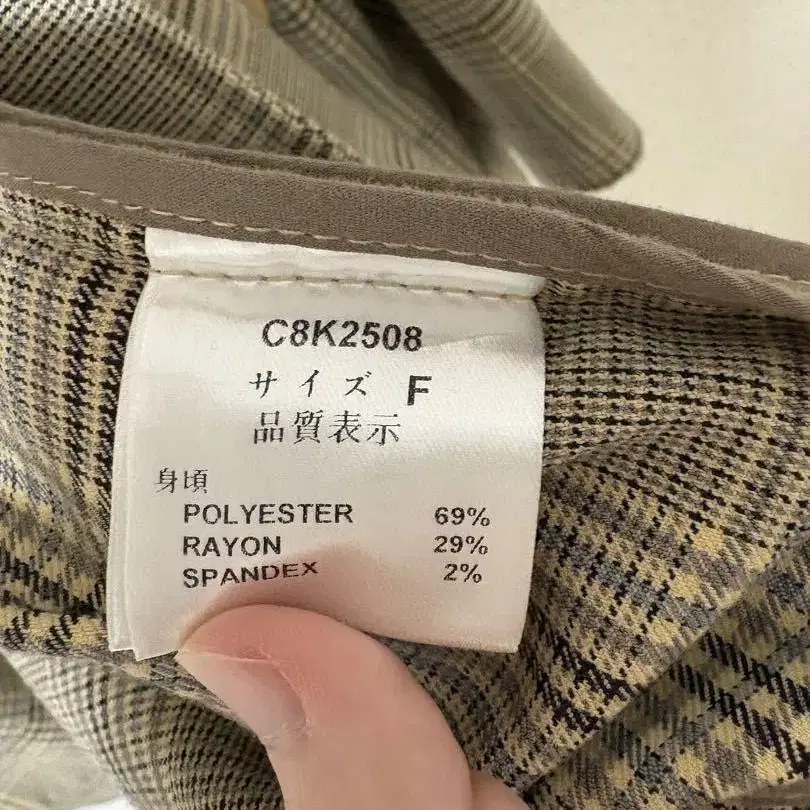 C8K2508
サイズ F
品質表示
身頃
POLYESTER 69%
RAYON 29%
SPANDEX 2%